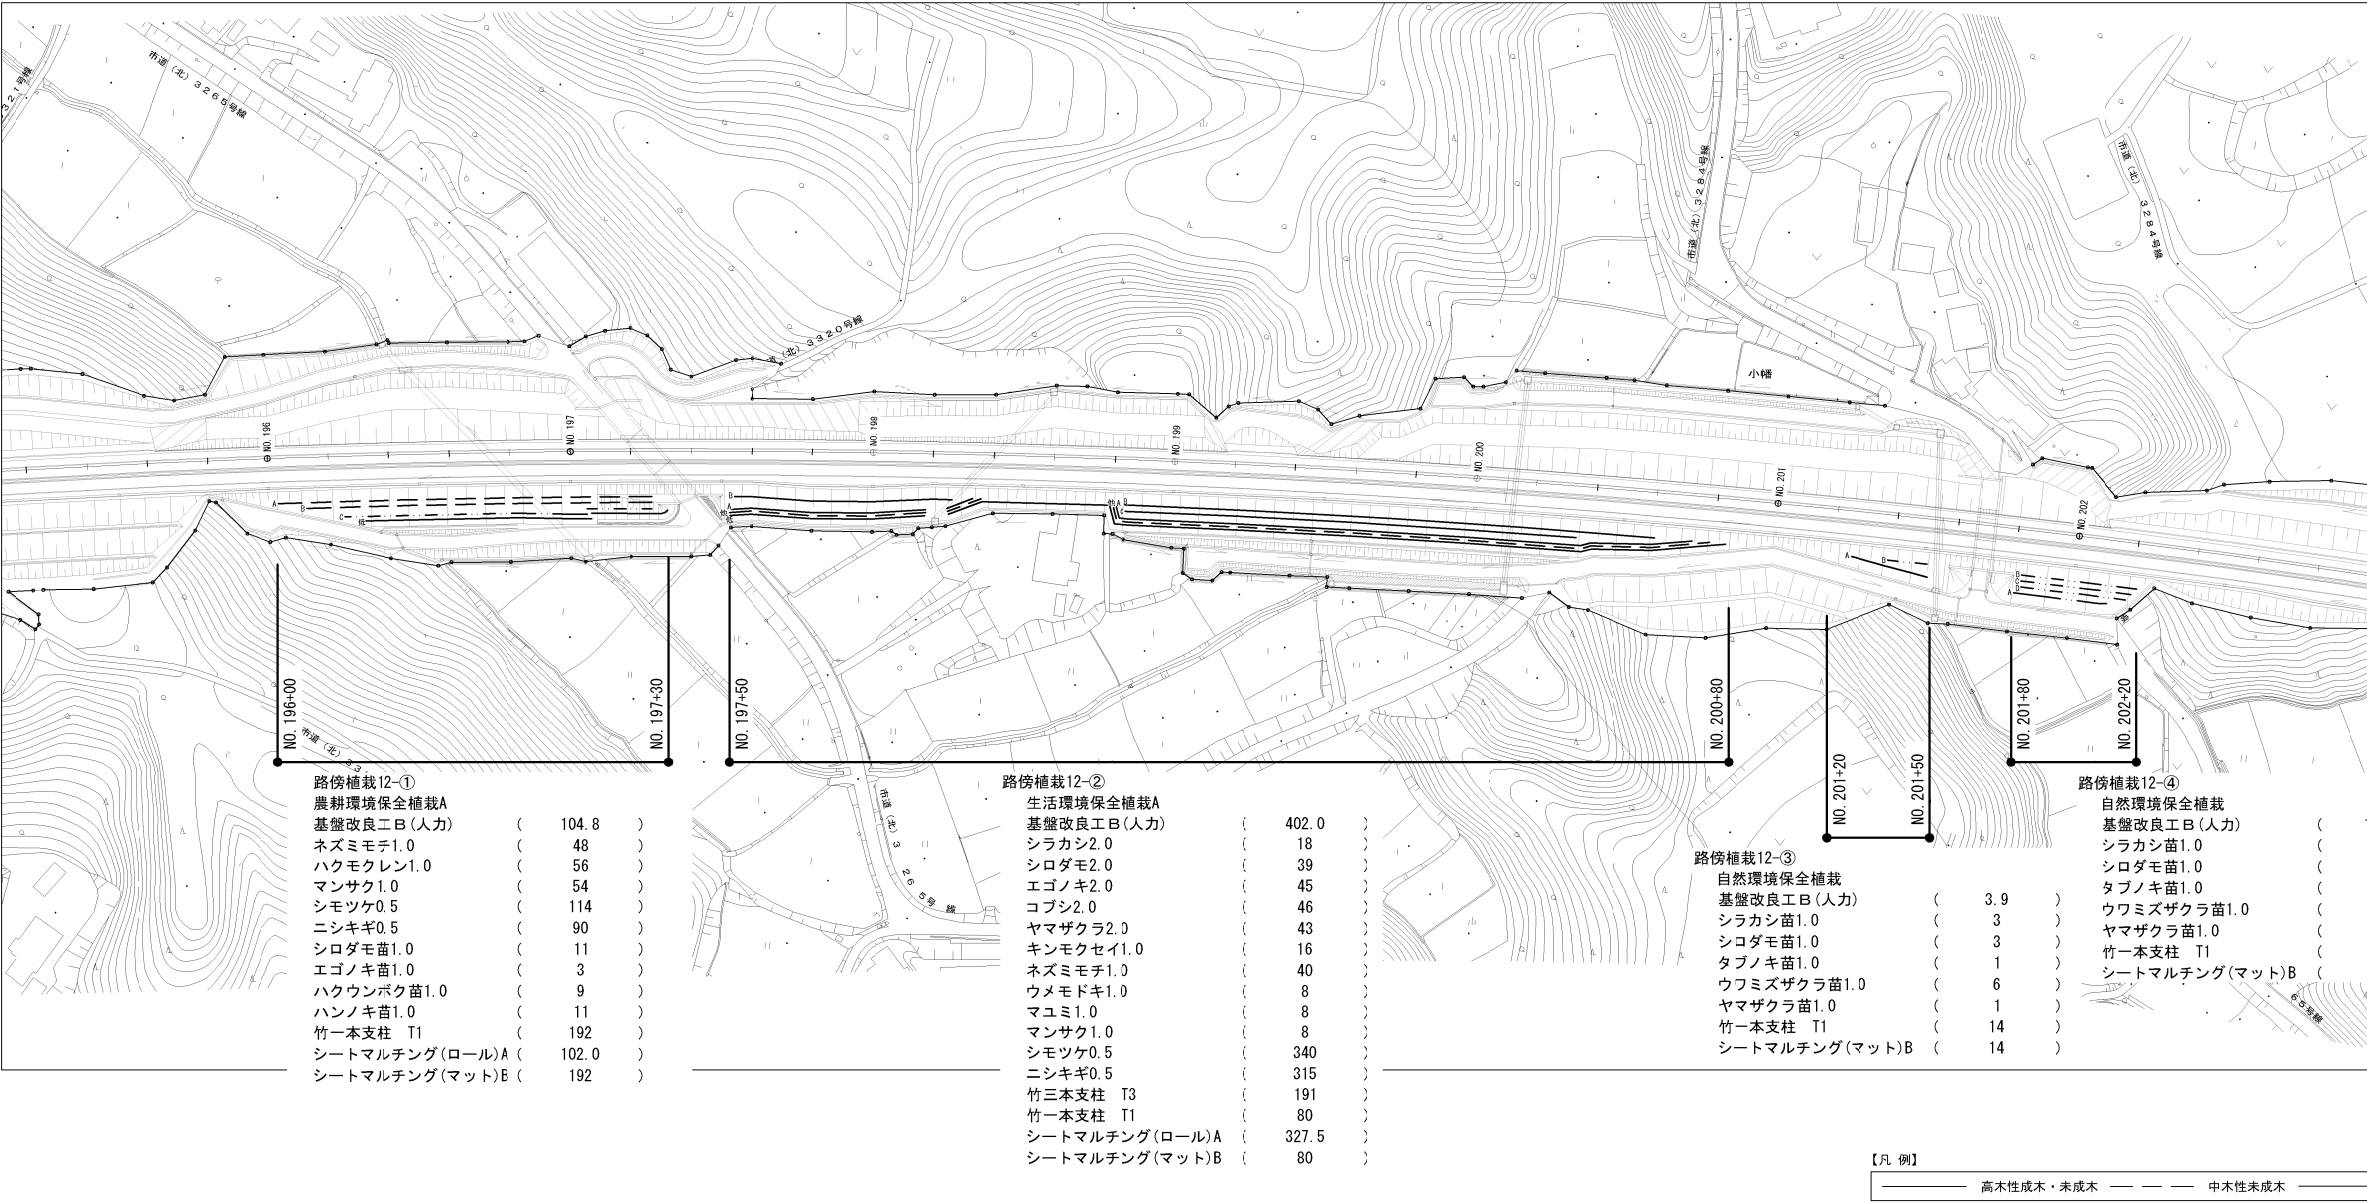 市道（北）３２６５号線
３２１号線
市道（北）３２８４号線
市道（北）
３２８４号線
道（北）３３２０号線
小幡
NO.196
NO.197
NO.198
NO.199
NO.200
NO.201
NO.202
A
B
C
低
B
A
他
低
他
A
B
C
A
B
B
C
D
A
NO.196+00
NO.197+30
NO.197+50
NO.200+80
NO.201+20
NO.201+50
NO.201+80
NO.202+20
市道（北）３３
市道（北）３
２６５号 線
６５号線
路傍植栽12-①
農耕環境保全植栽A
基盤改良工Ｂ(人力) ( 104.8 )
ネズミモチ1.0 ( 48 )
ハクモクレン1.0 ( 56 )
マンサク1.0 ( 54 )
シモツケ0.5 ( 114 )
ニシキギ0.5 ( 90 )
シロダモ苗1.0 ( 11 )
エゴノキ苗1.0 ( 3 )
ハクウンボク苗1.0 ( 9 )
ハンノキ苗1.0 ( 11 )
竹一本支柱　T1 ( 192 )
シートマルチング(ロール)A ( 102.0 )
シートマルチング(マット)B ( 192 )
路傍植栽12-②
生活環境保全植栽A
基盤改良工Ｂ(人力) ( 402.0 )
シラカシ2.0 ( 18 )
シロダモ2.0 ( 39 )
エゴノキ2.0 ( 45 )
コブシ2.0 ( 46 )
ヤマザクラ2.0 ( 43 )
キンモクセイ1.0 ( 16 )
ネズミモチ1.0 ( 40 )
ウメモドキ1.0 ( 8 )
マユミ1.0 ( 8 )
マンサク1.0 ( 8 )
シモツケ0.5 ( 340 )
ニシキギ0.5 ( 315 )
竹三本支柱　T3 ( 191 )
竹一本支柱　T1 ( 80 )
シートマルチング(ロール)A ( 327.5 )
シートマルチング(マット)B ( 80 )
路傍植栽12-③
自然環境保全植栽
基盤改良工Ｂ(人力) ( 3.9 )
シラカシ苗1.0 ( 3 )
シロダモ苗1.0 ( 3 )
タブノキ苗1.0 ( 1 )
ウワミズザクラ苗1.0 ( 6 )
ヤマザクラ苗1.0 ( 1 )
竹一本支柱　T1 ( 14 )
シートマルチング(マット)B ( 14 )
路傍植栽12-④
自然環境保全植栽
基盤改良工Ｂ(人力) (
シラカシ苗1.0 (
シロダモ苗1.0 (
タブノキ苗1.0 (
ウワミズザクラ苗1.0 (
ヤマザクラ苗1.0 (
竹一本支柱　T1 (
シートマルチング(マット)B (
【凡 例】
高木性成木・未成木
中木性未成木